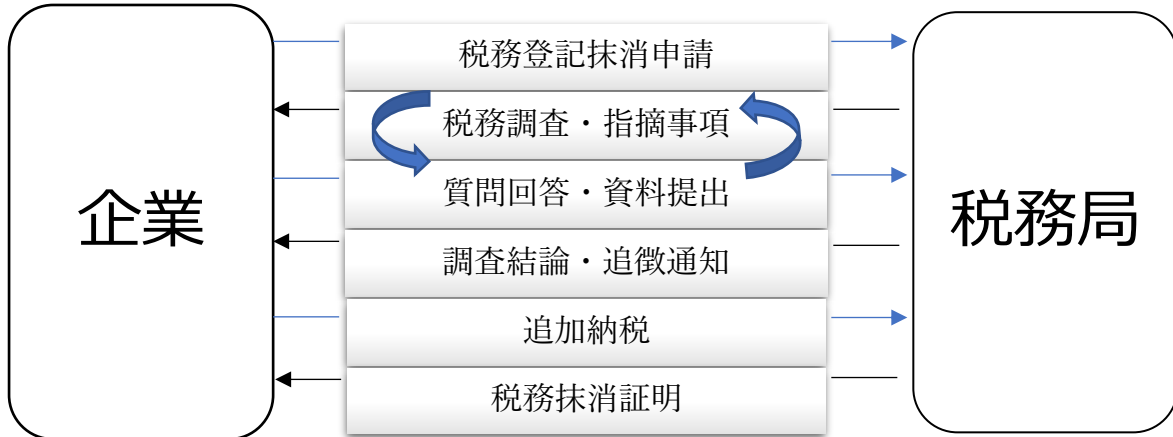 企業
税務登記抹消申請
税務調査・指摘事項
質問回答・資料提出
調査結論・追徴通知
追加納税
税務抹消証明
税務局